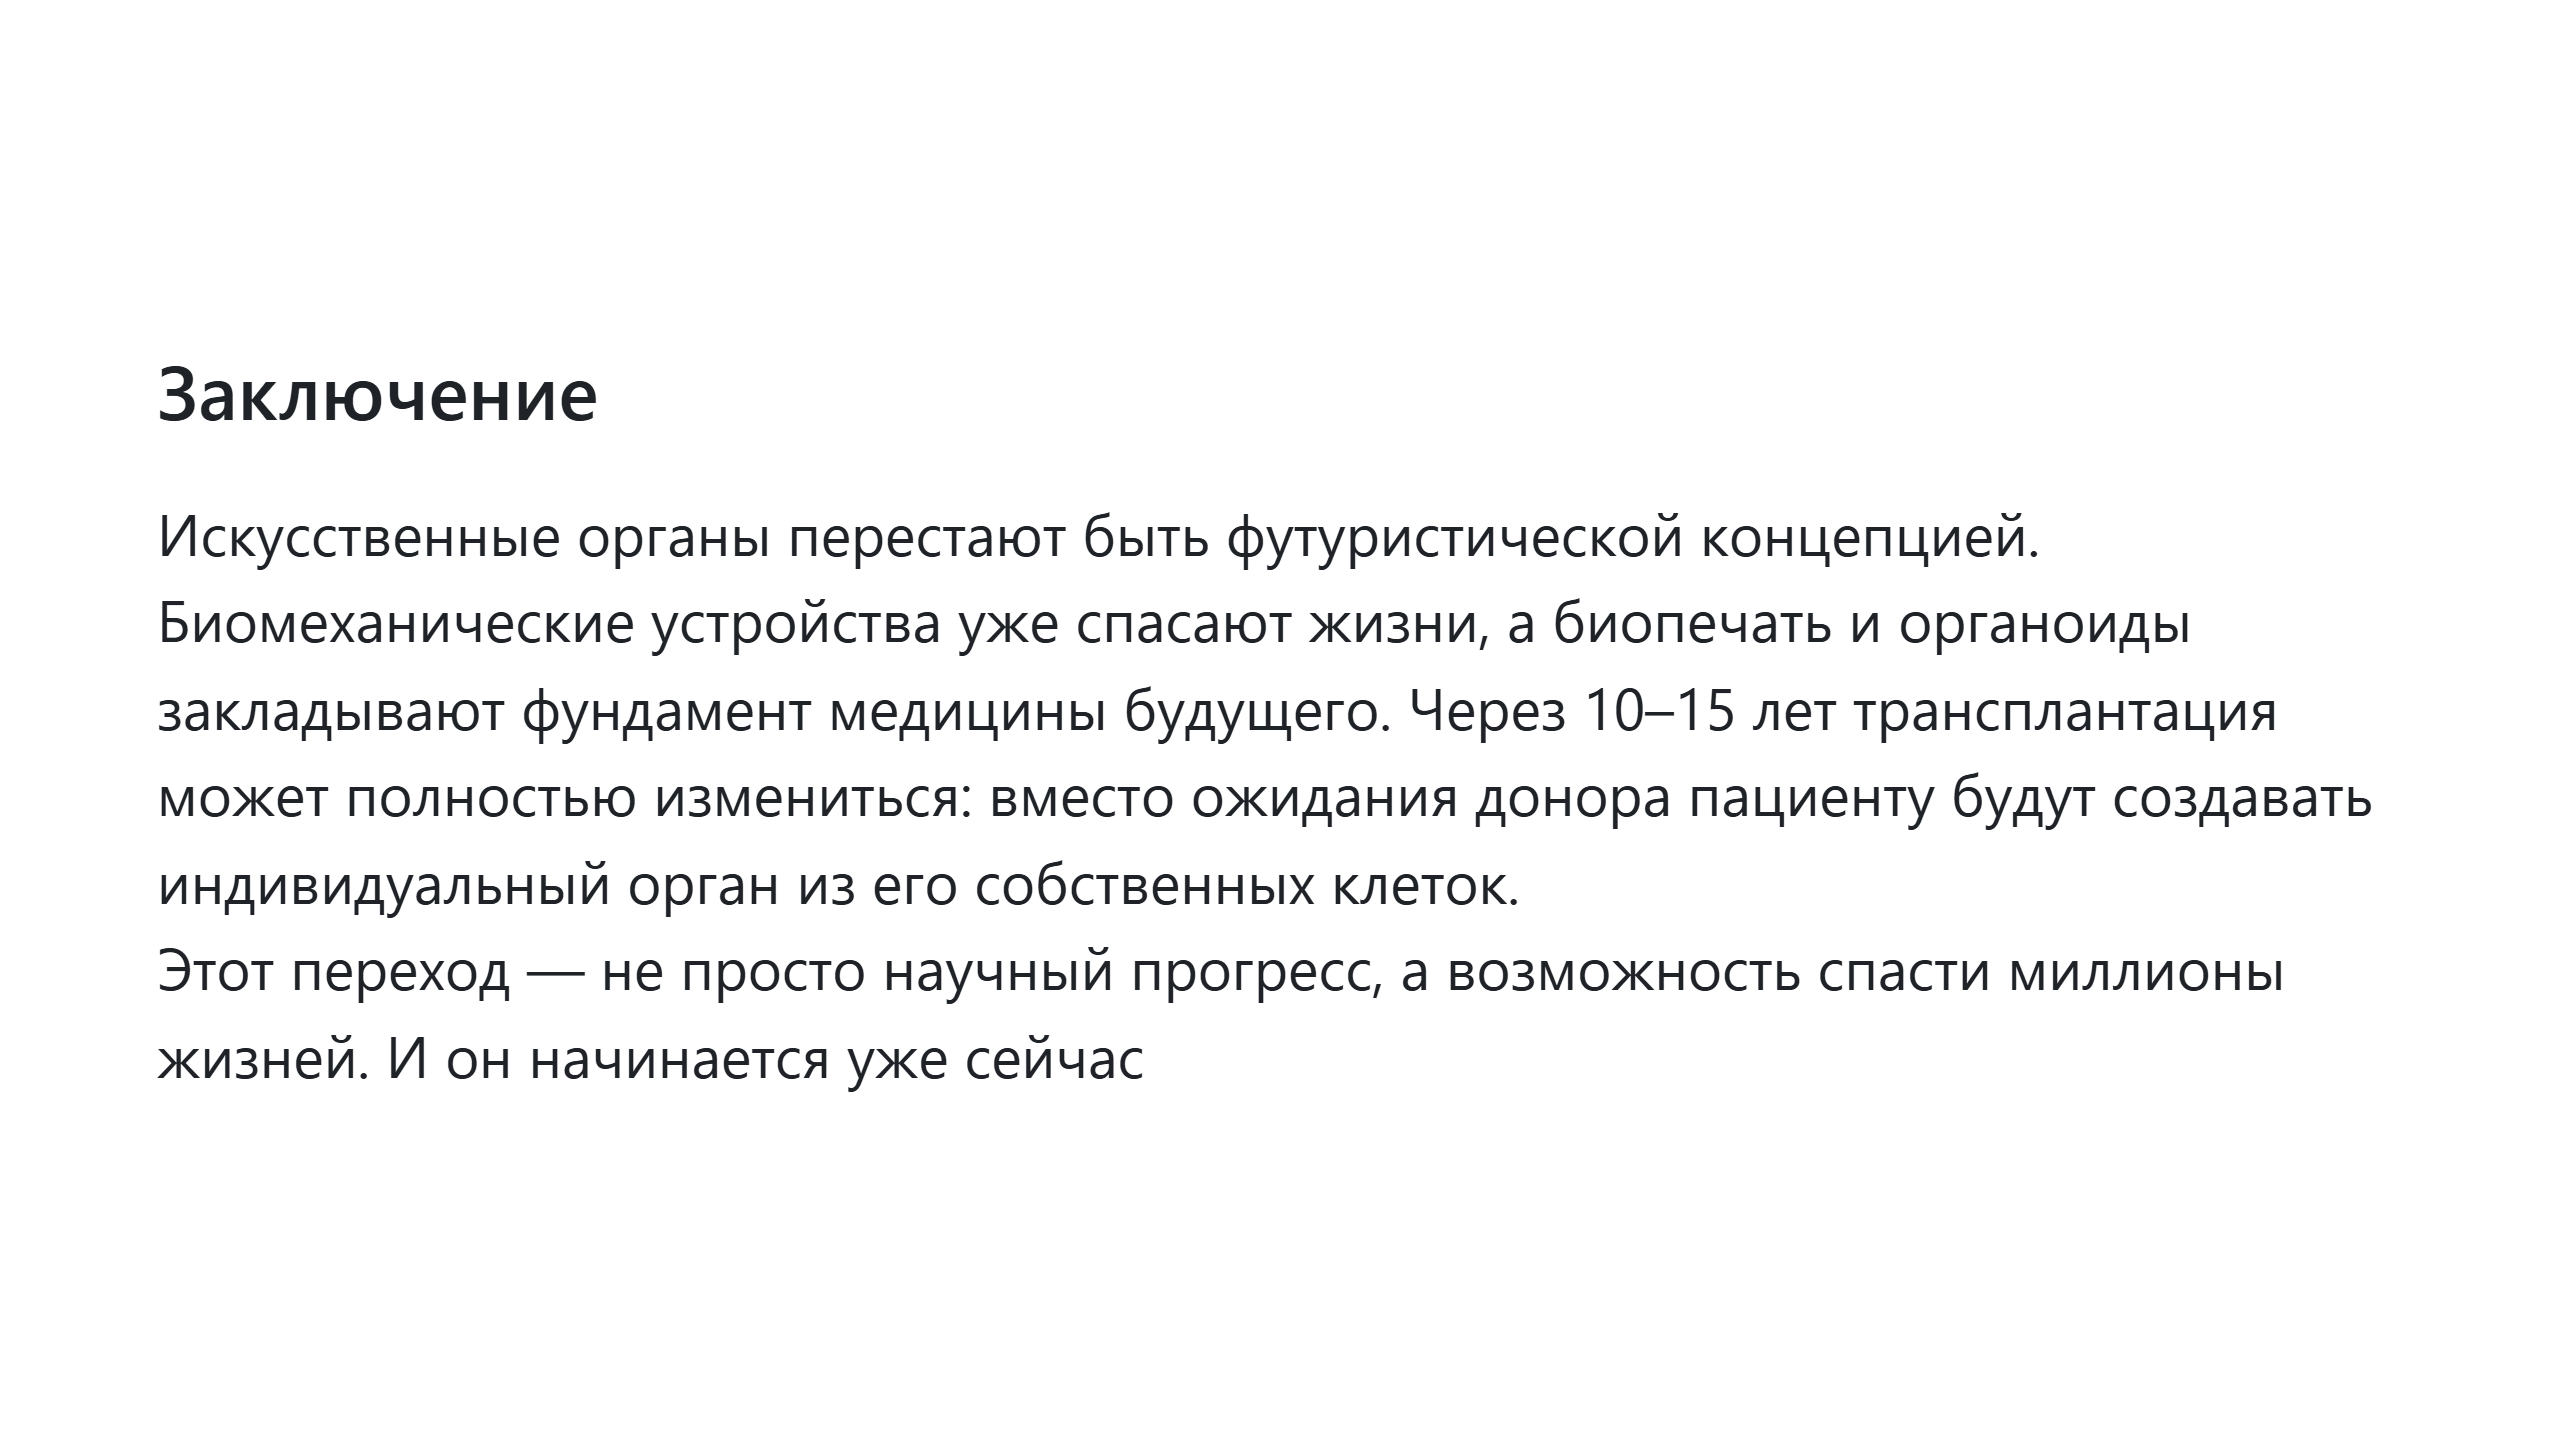 Заключение
Искусственные органы перестают быть футуристической концепцией.
Биомеханические устройства уже спасают жизни, а биопечать и органоиды
закладывают фундамент медицины будущего. Через 10–15 лет трансплантация
может полностью измениться: вместо ожидания донора пациенту будут создавать
индивидуальный орган из его собственных клеток.
Этот переход — не просто научный прогресс, а возможность спасти миллионы
жизней. И он начинается уже сейчас